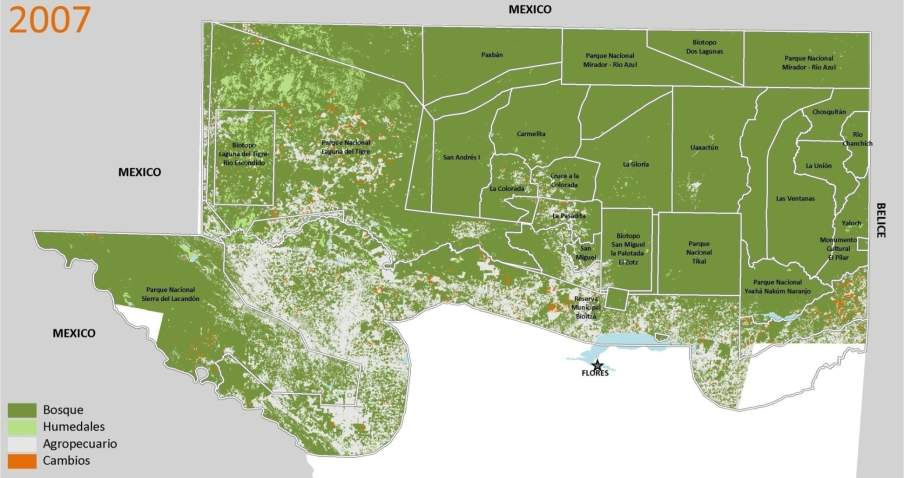 2007
MEXICO
Paxbán
Parque Nacional
Mirador - Río Azul
Biotopo
Dos Lagunas
Parque Nacional
Mirador - Río Azul
Biotopo
Laguna del Tigre-
Río Escondido
Parque Nacional
Laguna del Tigre
San Andrés I
Carmelita
La Colorada
Cruce a la
Colorada
La Pasadita
La Gloria
Uaxactún
Chosquitán
Río
Chanchich
La Unión
Las Ventanas
Yaloch
Monumento
Cultural
El Pilar
MEXICO
BELICE
San
Miguel
Biotopo
San Miguel
la Palotada
El Zotz
Parque
Nacional
Tikal
Parque Nacional
Yaxhá Nakúm Naranjo
Parque Nacional
Sierra del Lacandón
Reserva
Municipal
Bioitzá
MEXICO
FLORES
Bosque
Humedales
Agropecuario
Cambios